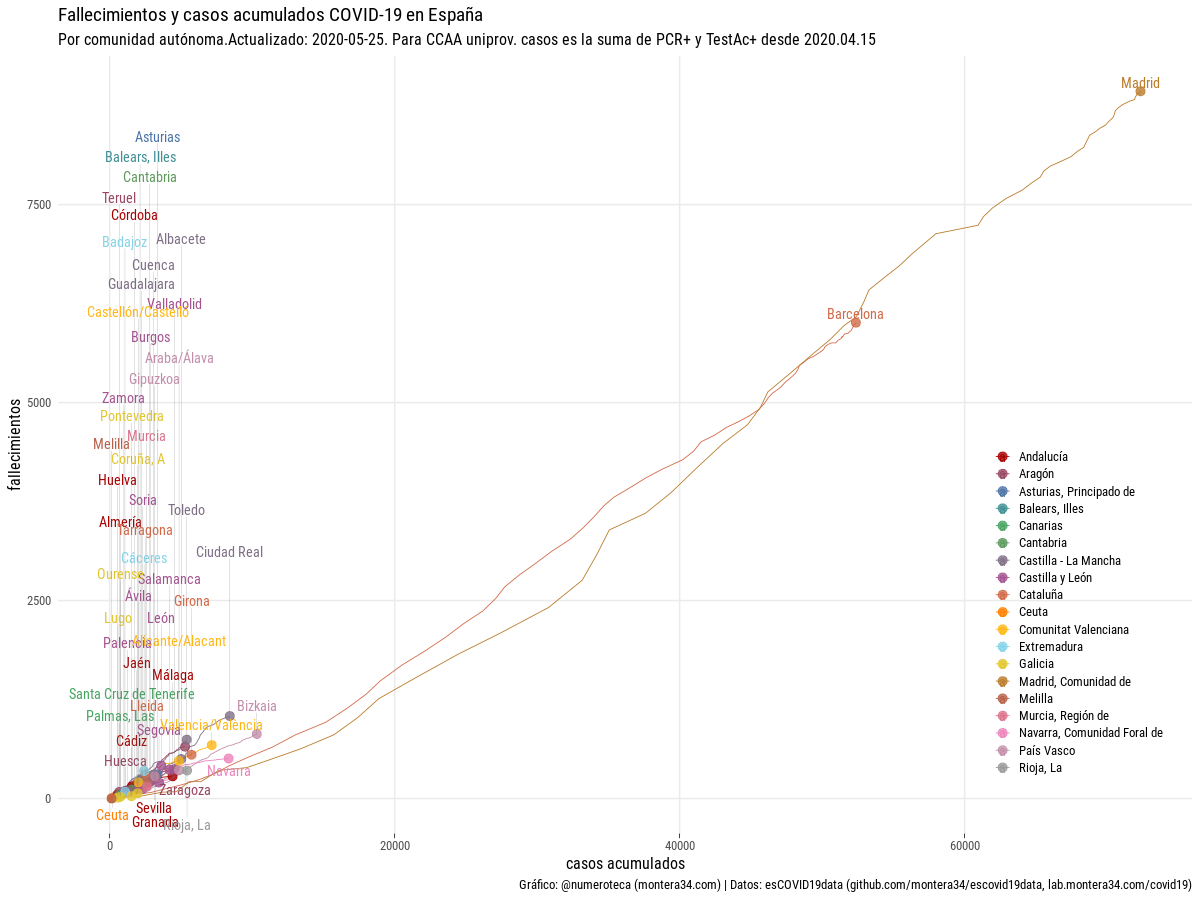 Fallecimientos y casos acumulados COVID-19 en España
Por comunidad autónoma.Actualizado: 2020-05-25. Para CCAA uniprov. casos es la suma de PCR+ y TestAc+ desde 2020.04.15
Madrid
Asturias
Balears, Illes
Cantabria
Teruel
7500
Córdoba
Badajoz
Albacete
Cuenca
Guadalajara
Valladolid
Castellón/Castelló
Barcelona
Burgos
Araba/Álava
Gipuzkoa
Zamora
5000
Pontevedra
Murcia
Melilla
Coruña, A
Huelva
Soria
Toledo
Almería
Tarragona
Ciudad Real
Cáceres
Ourense
Salamanca
Ávila
Girona
2500
Lugo
León
Palencia
Alicante/Alacant
Jaén
Málaga
Santa Cruz de Tenerife
Lleida
Bizkaia
Palmas, Las
Valencia/València
Segovia
Cádiz
Huesca
Navarra
Zaragoza
0
Sevilla
Ceuta
Granada
Rioja, La
fallecimientos
Andalucía
Aragón
Asturias, Principado de
Balears, Illes
Canarias
Cantabria
Castilla - La Mancha
Castilla y León
Cataluña
Ceuta
Comunitat Valenciana
Extremadura
Galicia
Madrid, Comunidad de
Melilla
Murcia, Región de
Navarra, Comunidad Foral de
País Vasco
Rioja, La
0 20000 40000 60000
casos acumulados
Gráfico: @numeroteca (montera34.com) | Datos: esCOVID19data (github.com/montera34/escovid19data, lab.montera34.com/covid19)